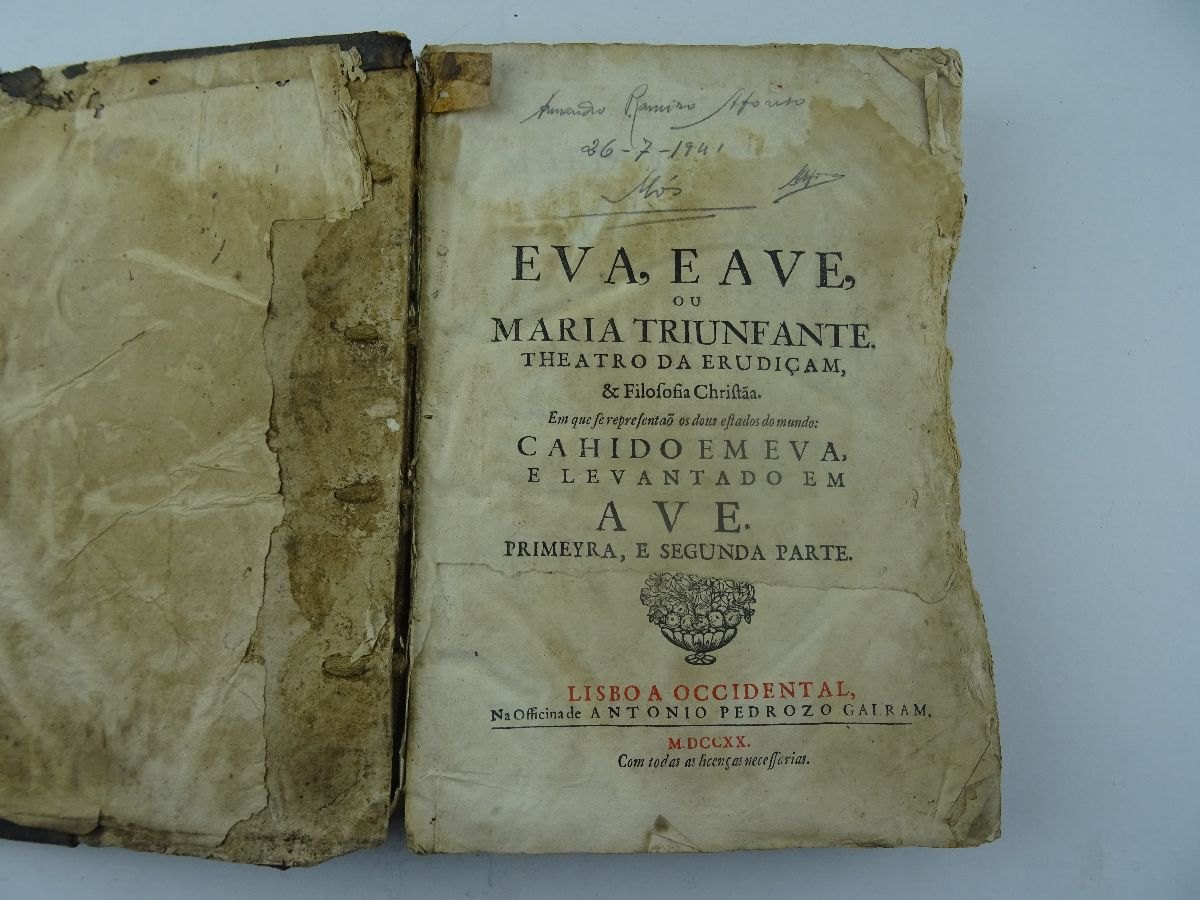 Armando Ramiro Afonso
26-7-1941
Mós
EVA, E AVE,
OU
MARIA TRIUNFANTE.
THEATRO DA ERUDIÇAM,
& Filoſofia Chriſtãa.
Em que ſe repreſentaõ os dous eſtados do mundo:
CAHIDO EM EVA,
E LEVANTADO EM
AVE.
PRIMEYRA, E SEGUNDA PARTE.
LISBOA OCCIDENTAL,
Na Officina de ANTONIO PEDROZO GALRAM.
M.DCCXX.
Com todas as licenças neceſſarias.